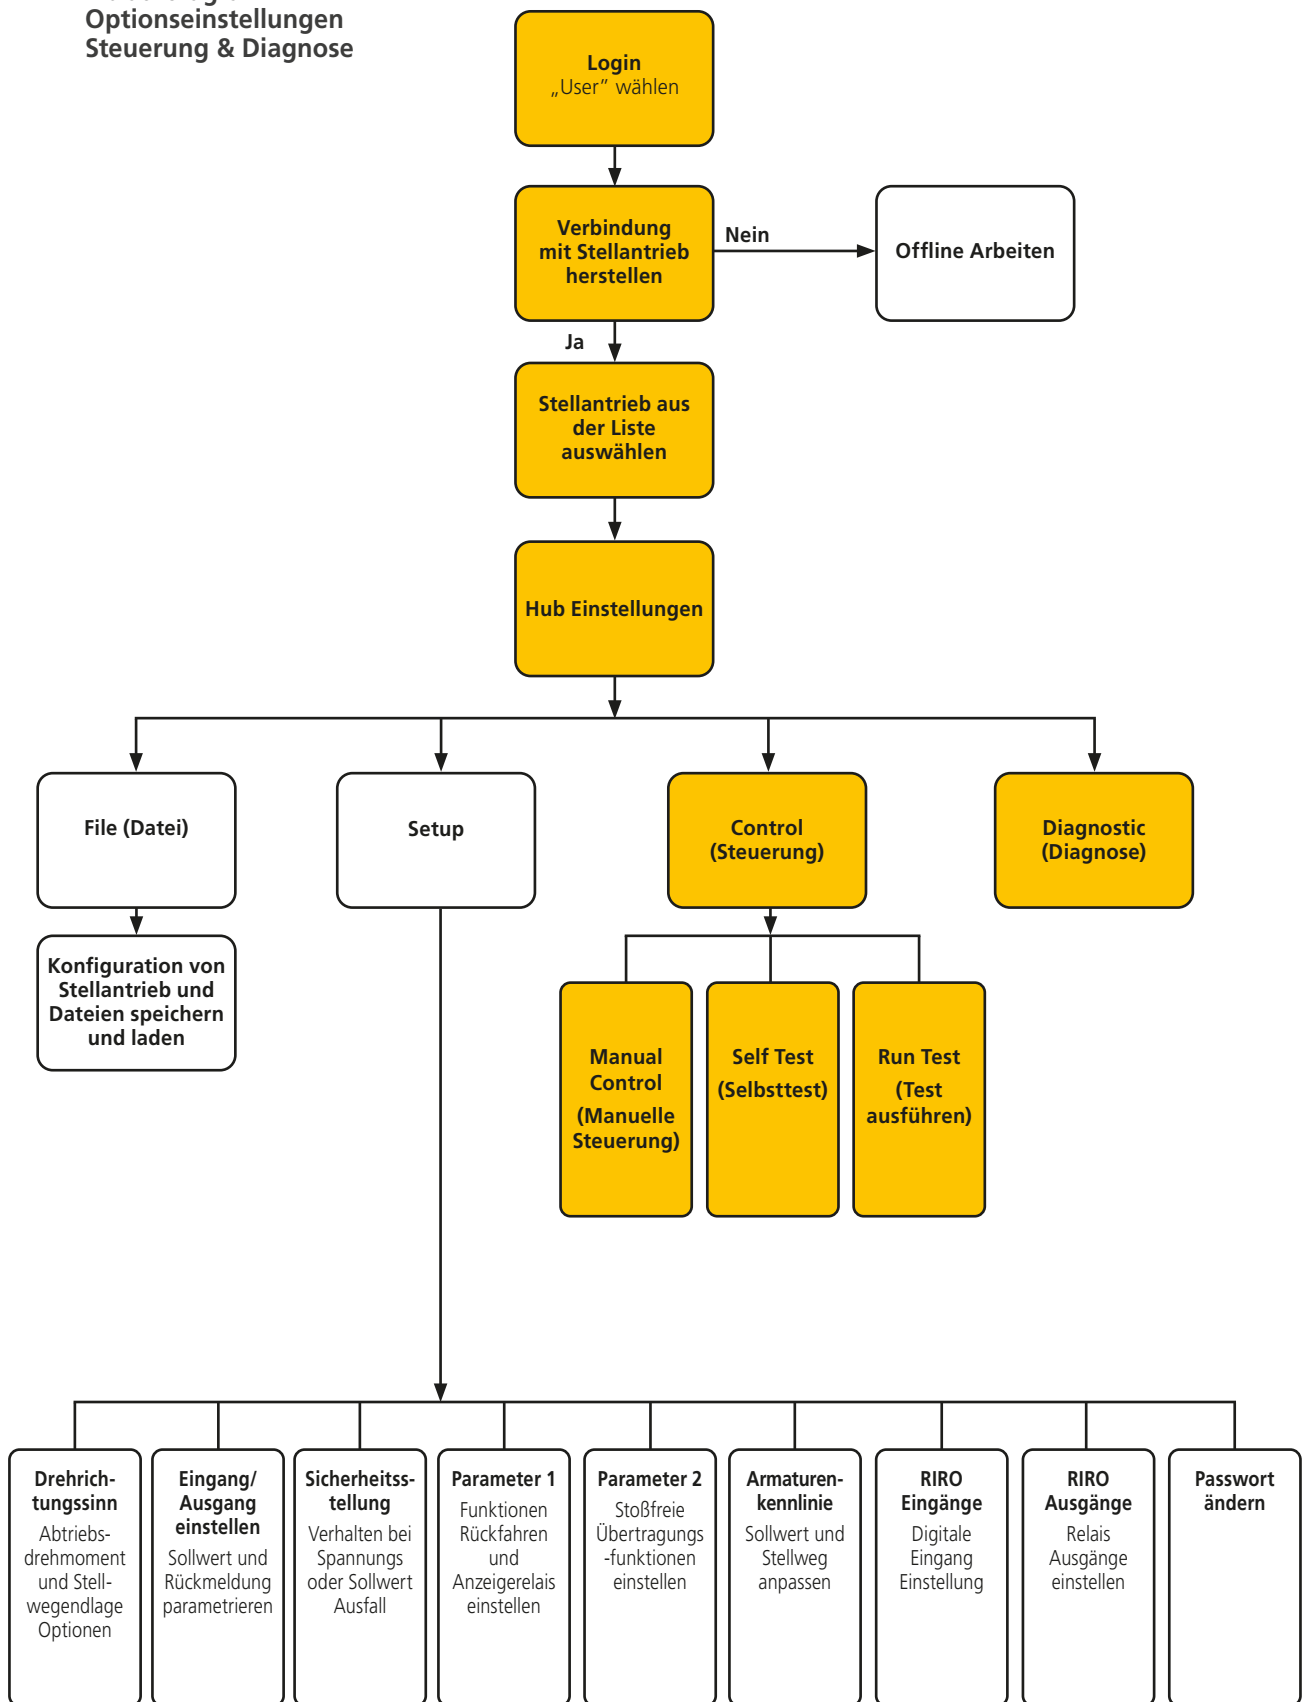 Optionseinstellungen
Steuerung & Diagnose
Login
„User” wählen
Verbindung
mit Stellantrieb
herstellen
Nein
Offline Arbeiten
Ja
Stellantrieb aus
der Liste
auswählen
Hub Einstellungen
File (Datei)
Setup
Control
(Steuerung)
Diagnostic
(Diagnose)
Konfiguration von
Stellantrieb und
Dateien speichern
und laden
Manual
Control
(Manuelle
Steuerung)
Self Test
(Selbsttest)
Run Test
(Test
ausführen)
Drehrich-
tungssinn
Abtriebs-
drehmoment
und Stell-
wegendlage
Optionen
Eingang/
Ausgang
einstellen
Sollwert und
Rückmeldung
parametrieren
Sicherheitss-
tellung
Verhalten bei
Spannungs
oder Sollwert
Ausfall
Parameter 1
Funktionen
Rückfahren
und
Anzeigerelais
einstellen
Parameter 2
Stoßfreie
Übertragungs
-funktionen
einstellen
Armaturen-
kennlinie
Sollwert und
Stellweg
anpassen
RIRO
Eingänge
Digitale
Eingang
Einstellung
RIRO
Ausgänge
Relais
Ausgänge
einstellen
Passwort
ändern